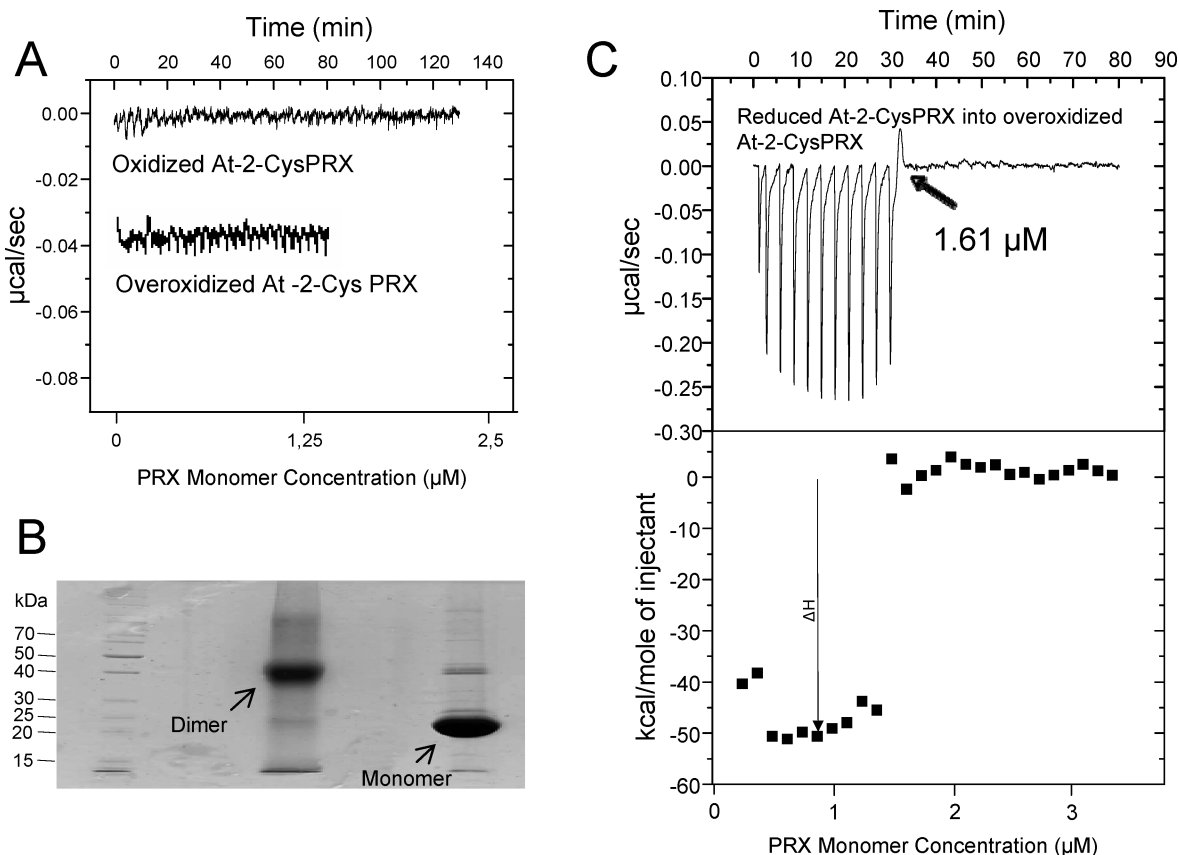 A
Time (min)
0 20 40 60 80 100 120 140
0.00
Oxidized At-2-CysPRX
-0.02
-0.04
Overoxidized At -2-Cys PRX
-0.06
-0.08
µcal/sec
0 1,25 2,5
PRX Monomer Concentration (µM)
B
kDa
70
50
40
30
25
20
15
Dimer
Monomer
C
Time (min)
0 10 20 30 40 50 60 70 80 90
0.10
0.05
0.00
-0.05
-0.10
-0.15
-0.20
-0.25
-0.30
µcal/sec
Reduced At-2-CysPRX into overoxidized
At-2-CysPRX
1.61 µM
0
-10
-20
-30
-40
-50
-60
kcal/mole of injectant
ΔH
0 1 2 3
PRX Monomer Concentration (µM)